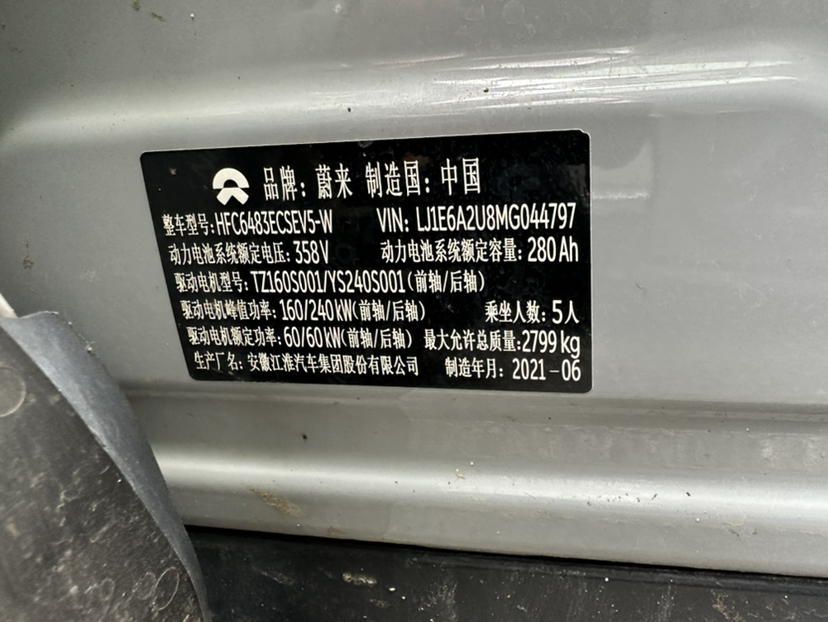 品牌: 蔚来 制造国: 中国
整车型号: HFC6483ECSEV5-W VIN: LJ1E6A2U8MG044797
动力电池系统额定电压: 358V 动力电池系统额定容量: 280Ah
驱动电机型号: TZ160S001/YS240S001(前轴/后轴)
驱动电机峰值功率: 160/240kW(前轴/后轴) 乘坐人数: 5人
驱动电机额定功率: 60/60kW(前轴/后轴) 最大允许总质量: 2799kg
生产厂名: 安徽江淮汽车集团股份有限公司 制造年月: 2021-06